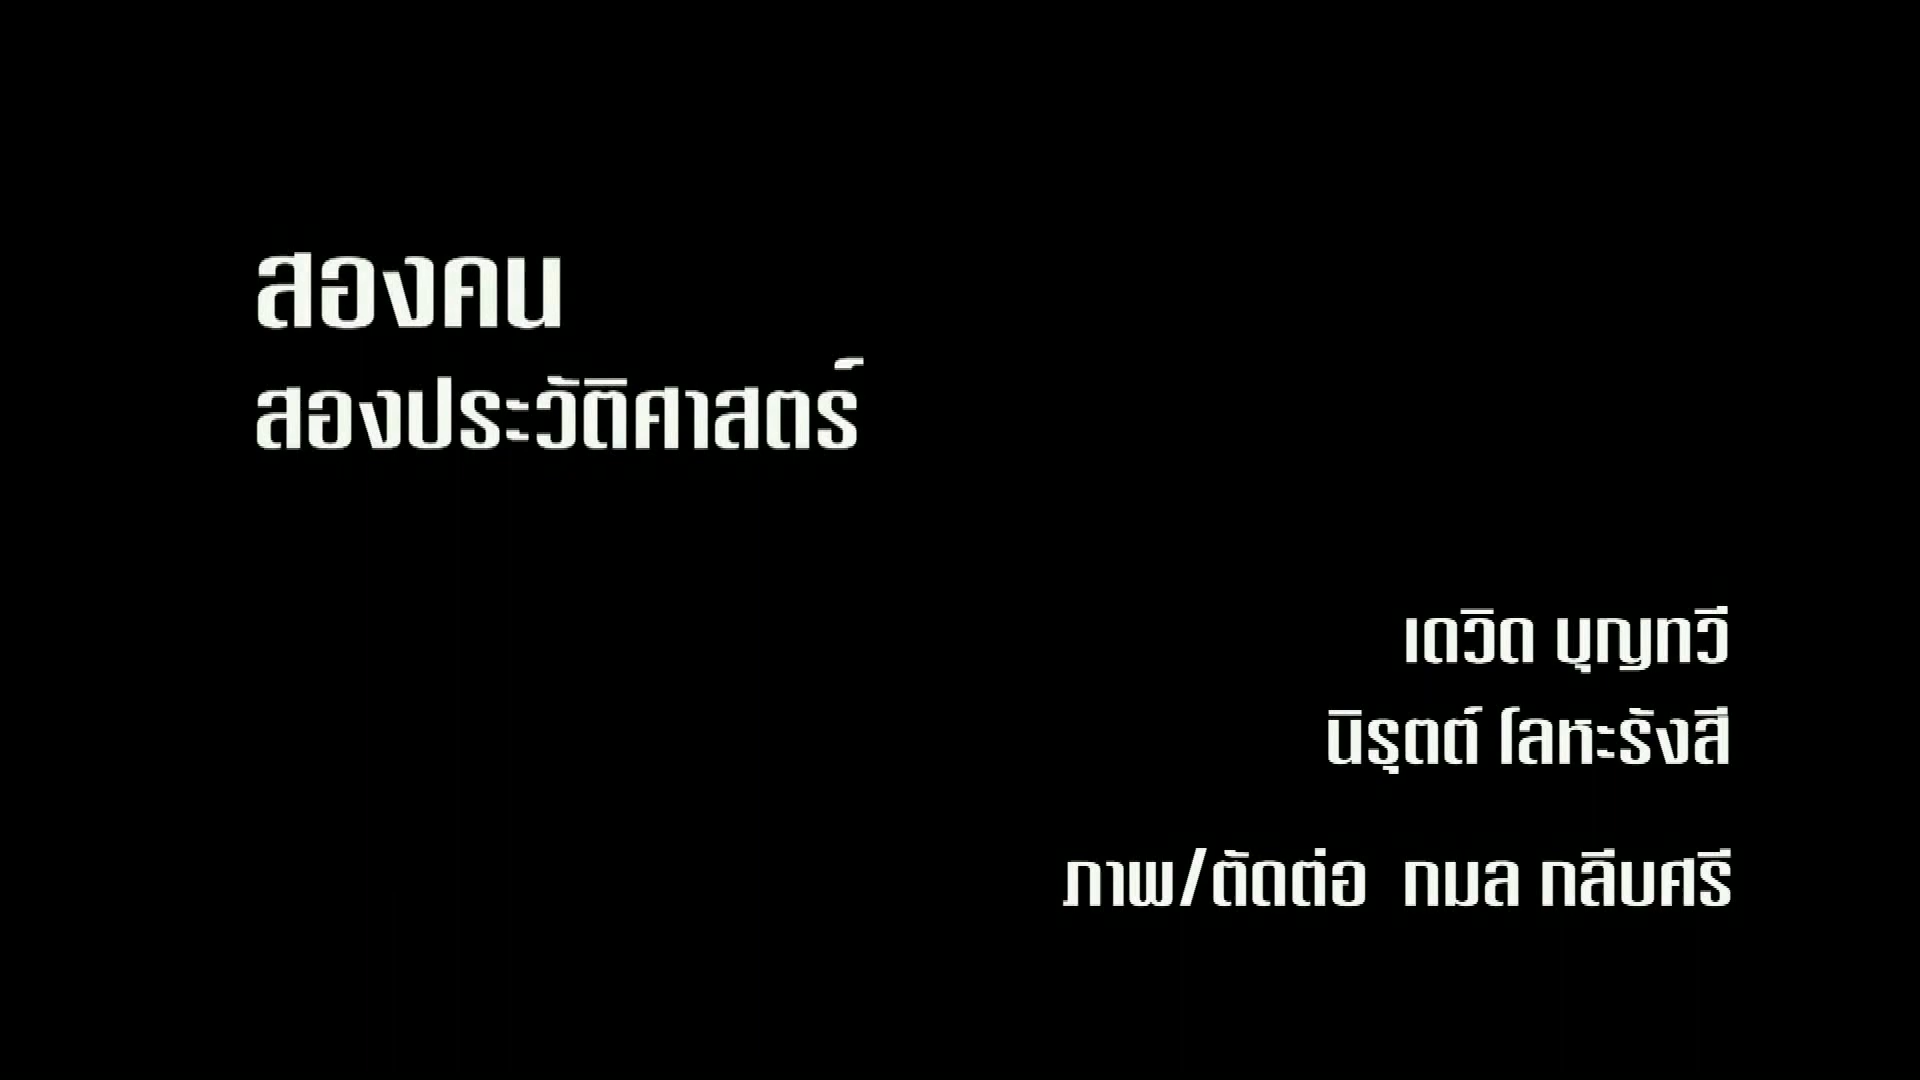 สองคน
สองประวัติศาสตร์
เดวิด บุญทวี
นิรุตต์ โลหะรังสี
ภาพ/ตัดต่อ กมล กลีบศรี